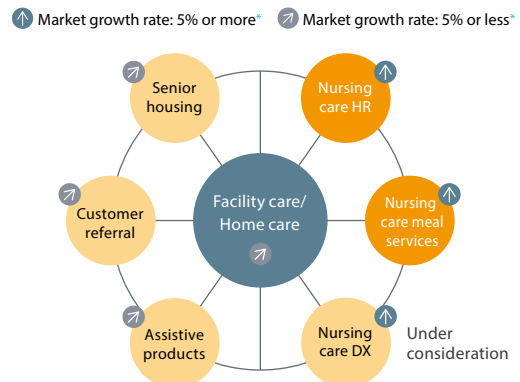 Market growth rate: 5% or more*
Market growth rate: 5% or less*
Senior
housing
Nursing
care HR
Customer
referral
Facility care/
Home care
Nursing
care meal
services
Assistive
products
Nursing
care DX
Under
consideration